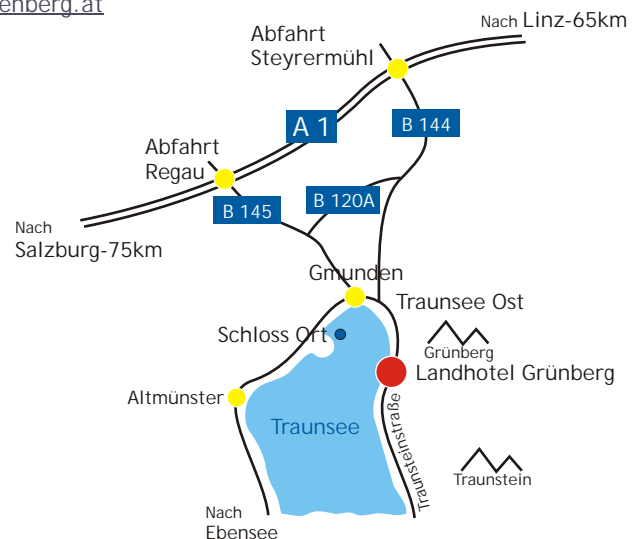 enberg.at
Nach Linz-65km
Abfahrt
Steyrermühl
A 1
B 144
Abfahrt
Regau
B 120A
B 145
Nach
Salzburg-75km
Gmunden
Traunsee Ost
Schloss Ort
Grünberg
Landhotel Grünberg
Altmünster
Traunsteinstraße
Traunsee
Traunstein
Nach
Ebensee